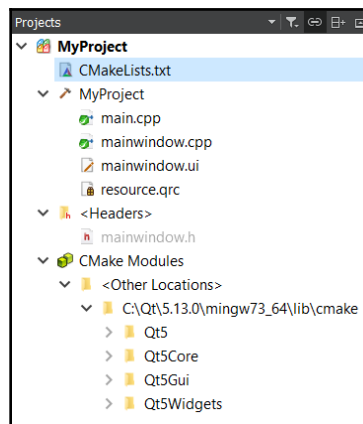 Projects
MyProject
CMakeLists.txt
MyProject
main.cpp
mainwindow.cpp
mainwindow.ui
resource.qrc
<Headers>
mainwindow.h
CMake Modules
<Other Locations>
C:\Qt\5.13.0\mingw73_64\lib\cmake
Qt5
Qt5Core
Qt5Gui
Qt5Widgets